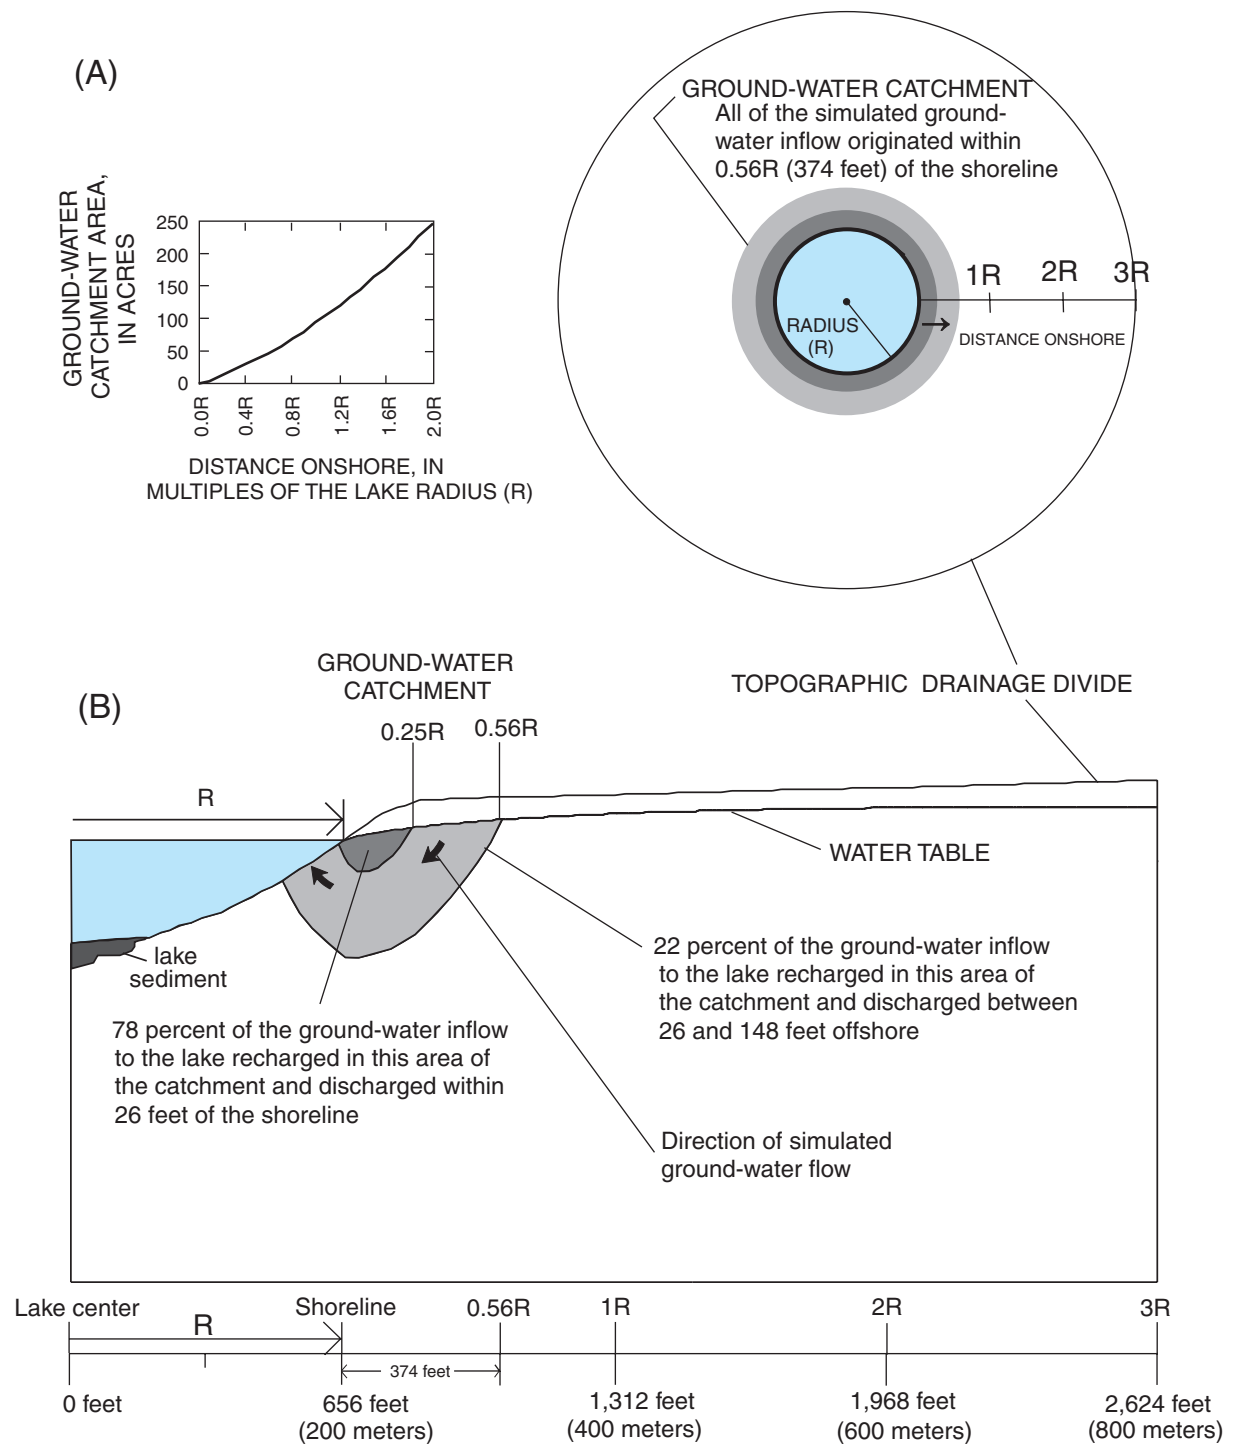 (A)
GROUND-WATER CATCHMENT
All of the simulated ground-
water inflow originated within
0.56R (374 feet) of the shoreline
GROUND-WATER
CATCHMENT AREA,
IN ACRES
250
200
150
100
50
0
0.0R
0.4R
0.8R
1.2R
1.6R
2.0R
DISTANCE ONSHORE, IN
MULTIPLES OF THE LAKE RADIUS (R)
1R
2R
3R
RADIUS
(R)
DISTANCE ONSHORE
TOPOGRAPHIC DRAINAGE DIVIDE
(B)
GROUND-WATER
CATCHMENT
0.25R
0.56R
R
WATER TABLE
lake
sediment
22 percent of the ground-water inflow
to the lake recharged in this area of
the catchment and discharged between
26 and 148 feet offshore
78 percent of the ground-water inflow
to the lake recharged in this area of
the catchment and discharged within
26 feet of the shoreline
Direction of simulated
ground-water flow
Lake center
Shoreline
0.56R
1R
2R
3R
R
374 feet
0 feet
656 feet
(200 meters)
1,312 feet
(400 meters)
1,968 feet
(600 meters)
2,624 feet
(800 meters)